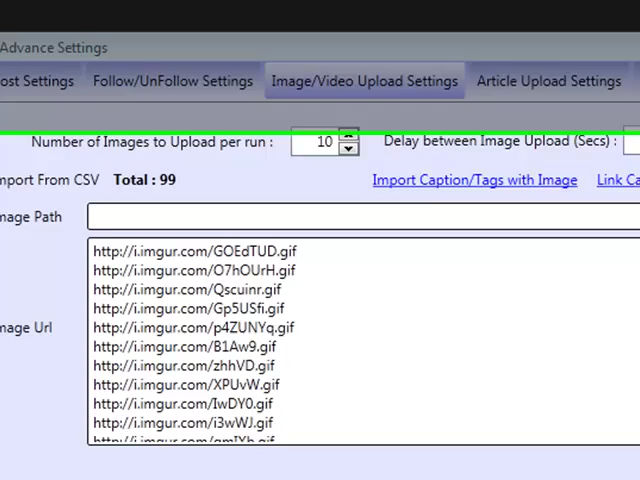 Advance Settings
ost Settings Follow/UnFollow Settings Image/Video Upload Settings Article Upload Settings
Number of Images to Upload per run : 10 Delay between Image Upload (Secs) :
mport From CSV Total : 99 Import Caption/Tags with Image Link Ca
mage Path
mage Url
http://i.imgur.com/GOEdTUD.gif
http://i.imgur.com/O7hOUrH.gif
http://i.imgur.com/Qscuinr.gif
http://i.imgur.com/Gp5USfi.gif
http://i.imgur.com/p4ZUNYq.gif
http://i.imgur.com/B1Aw9.gif
http://i.imgur.com/zhhVD.gif
http://i.imgur.com/XPUvW.gif
http://i.imgur.com/IwDY0.gif
http://i.imgur.com/i3wWJ.gif